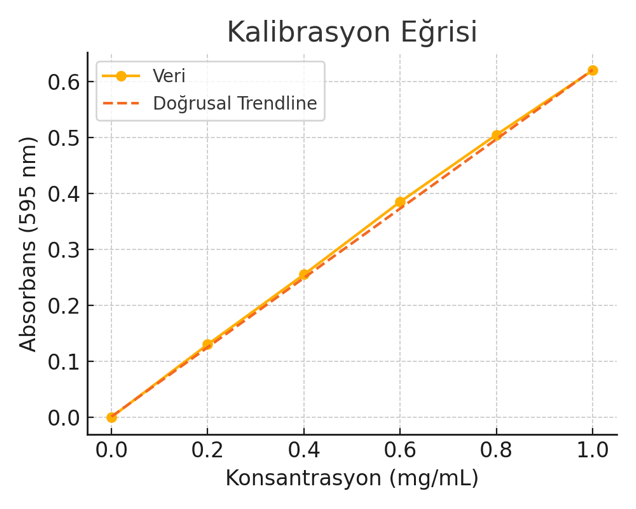 Kalibrasyon Eğrisi
Veri
Doğrusal Trendline
Absorbans (595 nm)
0.6
0.5
0.4
0.3
0.2
0.1
0.0
0.0 0.2 0.4 0.6 0.8 1.0
Konsantrasyon (mg/mL)